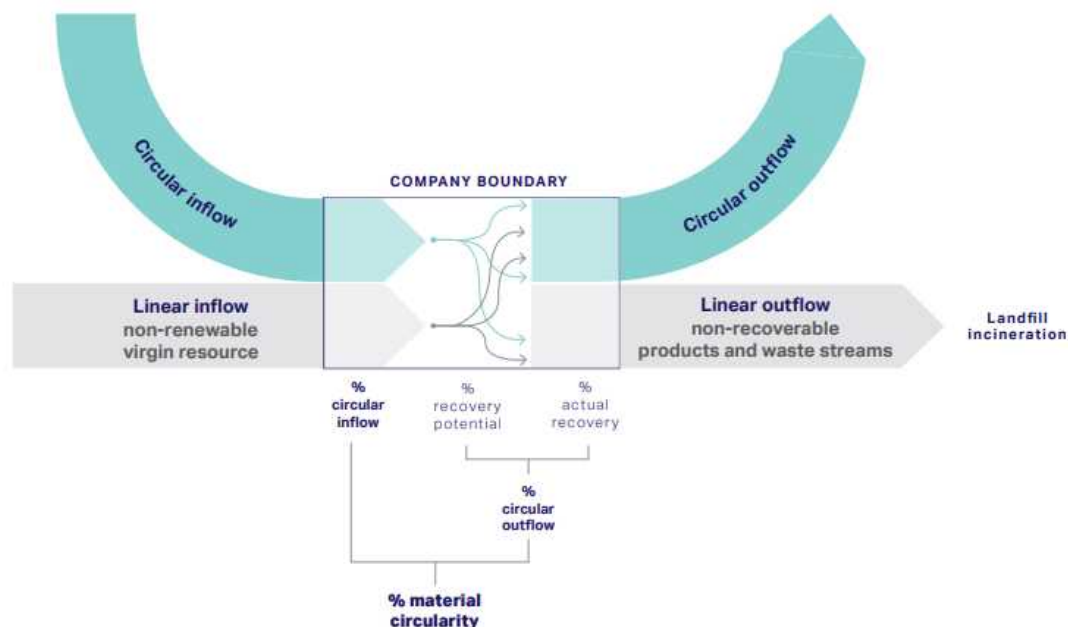 COMPANY BOUNDARY
Circular inflow
Circular outflow
Linear inflow
non-renewable
virgin resource
Linear outflow
non-recoverable
products and waste streams
Landfill
incineration
%
circular
inflow
%
recovery
potential
%
actual
recovery
%
circular
outflow
% material
circularity